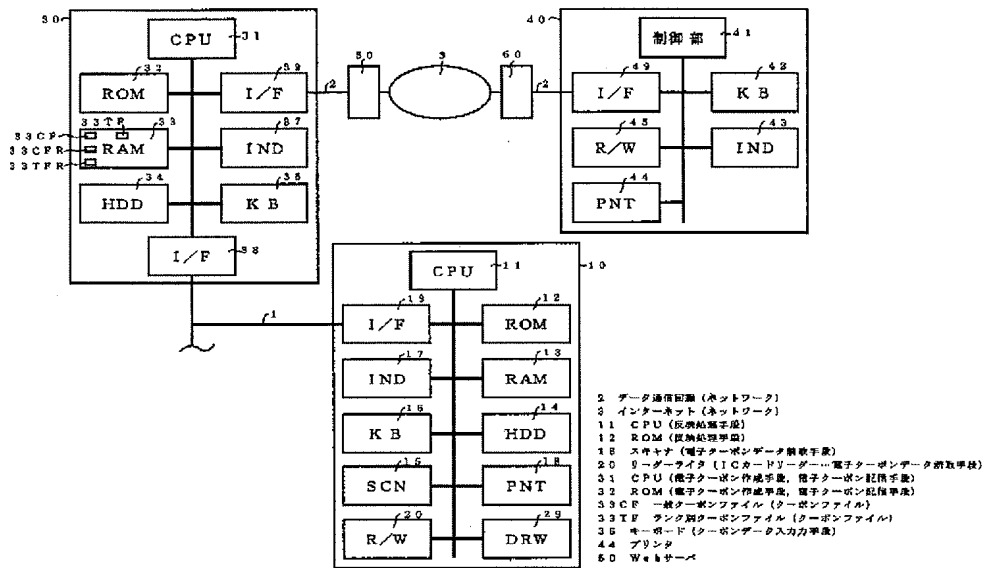 30
CPU
31
32
ROM
39
I/F
33TF
33CF
33
33CFR
RAM
33TFR
37
IND
34
HDD
35
KB
I/F
38
2
50
3
60
2
40
制御部
41
49
I/F
42
KB
45
R/W
43
IND
44
PNT
1
CPU
11
10
19
I/F
12
ROM
17
IND
13
RAM
16
KB
14
HDD
15
SCN
18
PNT
20
R/W
29
DRW
2 データ通信回線（ネットワーク）
3 インターネット（ネットワーク）
11 CPU（反映処理手段）
12 ROM（反映処理手段）
15 スキャナ（電子クーポンデータ読取手段）
20 リーダーライタ（ICカードリーダー…電子クーポンデータ読取手段）
31 CPU（電子クーポン作成手段，電子クーポン配信手段）
32 ROM（電子クーポン作成手段，電子クーポン配信手段）
33CF 一般クーポンファイル（クーポンファイル）
33TF ランク別クーポンファイル（クーポンファイル）
35 キーボード（クーポンデータ入力手段）
44 プリンタ
50 Webサーバ